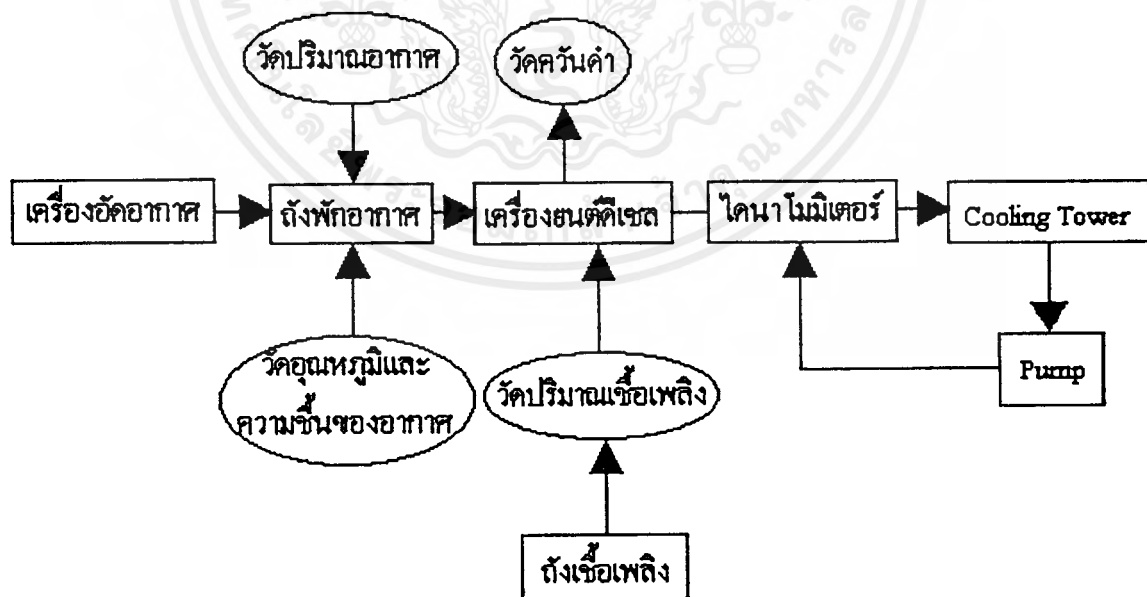 วัดปริมาณอากาศ
วัดควันดำ
เครื่องอัดอากาศ
ถังพักอากาศ
เครื่องยนต์ดีเซล
ไดนาโมมิเตอร์
Cooling Tower
วัดอุณหภูมิและ
ความชื้นของอากาศ
วัดปริมาณเชื้อเพลิง
Pump
ถังเชื้อเพลิง